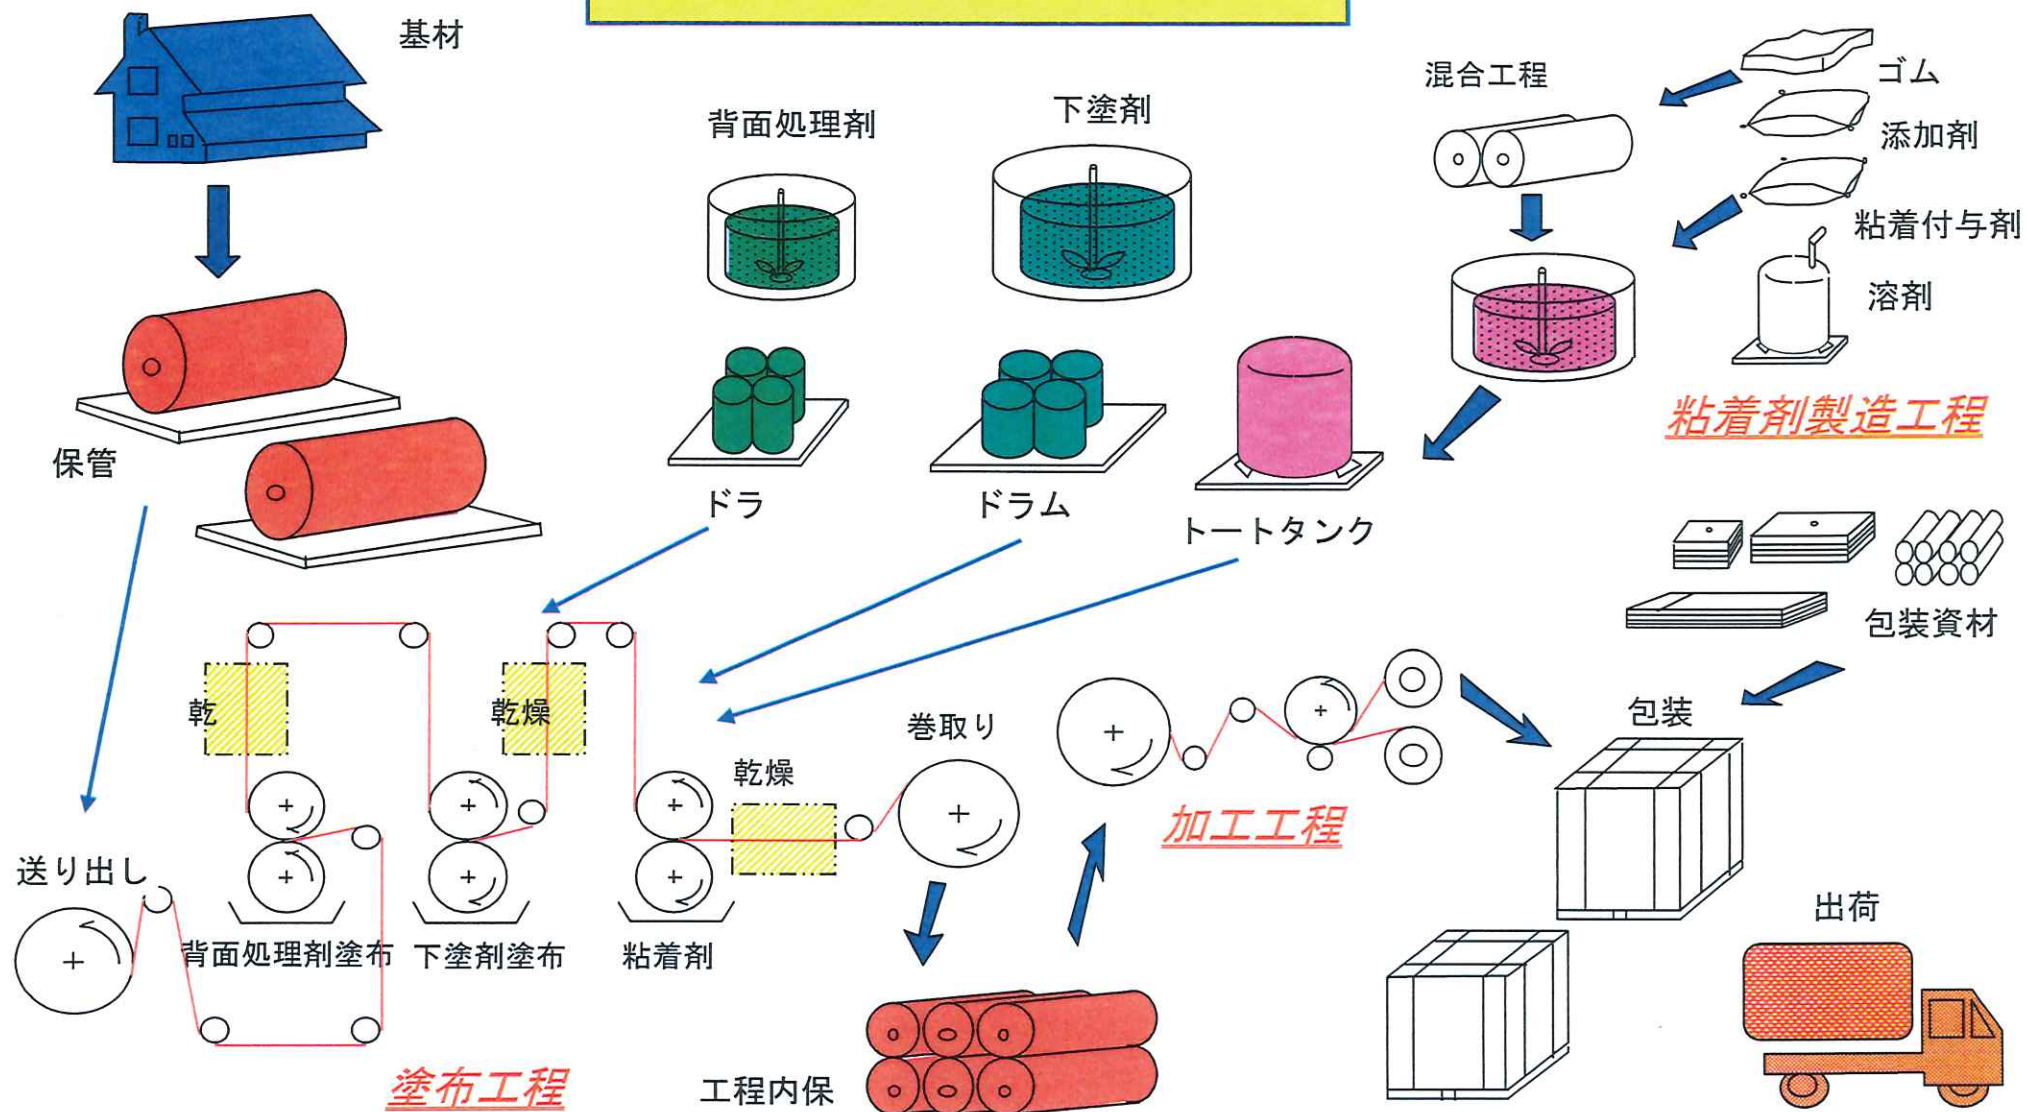 基材
混合工程
ゴム
添加剤
粘着付与剤
溶剤
背面処理剤
下塗剤
粘着剤製造工程
保管
ドラ
ドラム
トートタンク
包装資材
乾
乾燥
乾燥
巻取り
包装
加工工程
送り出し
背面処理剤塗布
下塗剤塗布
粘着剤
出荷
塗布工程
工程内保